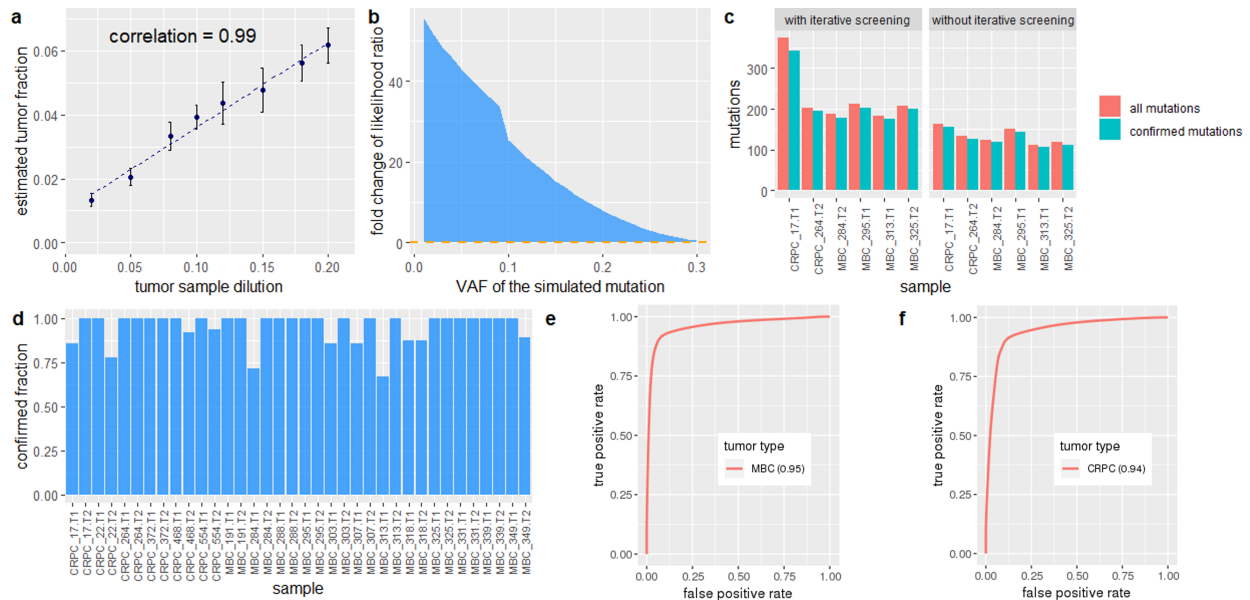 a
correlation = 0.99
estimated tumor fraction
0.06
0.04
0.02
0.00
0.00 0.05 0.10 0.15 0.20
tumor sample dilution
b
fold change of likelihood ratio
40
20
0
0.0 0.1 0.2 0.3
VAF of the simulated mutation
c
with iterative screening without iterative screening
mutations
300
200
100
0
CRPC_17.T1
CRPC_264.T2
MBC_284.T2
MBC_295.T1
MBC_313.T1
MBC_325.T2
CRPC_17.T1
CRPC_264.T2
MBC_284.T2
MBC_295.T1
MBC_313.T1
MBC_325.T2
sample
all mutations
confirmed mutations
d
confirmed fraction
1.00
0.75
0.50
0.25
0.00
CRPC_17.T1
CRPC_17.T2
CRPC_22.T1
CRPC_22.T2
CRPC_264.T1
CRPC_264.T2
CRPC_372.T1
CRPC_372.T2
CRPC_468.T1
CRPC_468.T2
CRPC_554.T1
CRPC_554.T2
MBC_191.T1
MBC_191.T2
MBC_284.T1
MBC_284.T2
MBC_288.T1
MBC_288.T2
MBC_295.T1
MBC_295.T2
MBC_303.T1
MBC_303.T2
MBC_307.T1
MBC_307.T2
MBC_313.T1
MBC_313.T2
MBC_318.T1
MBC_318.T2
MBC_325.T1
MBC_325.T2
MBC_331.T1
MBC_331.T2
MBC_339.T1
MBC_339.T2
MBC_349.T1
MBC_349.T2
sample
e
true positive rate
1.00
0.75
0.50
0.25
0.00
tumor type
MBC (0.95)
0.00 0.25 0.50 0.75 1.00
false positive rate
f
true positive rate
1.00
0.75
0.50
0.25
0.00
tumor type
CRPC (0.94)
0.00 0.25 0.50 0.75 1.00
false positive rate